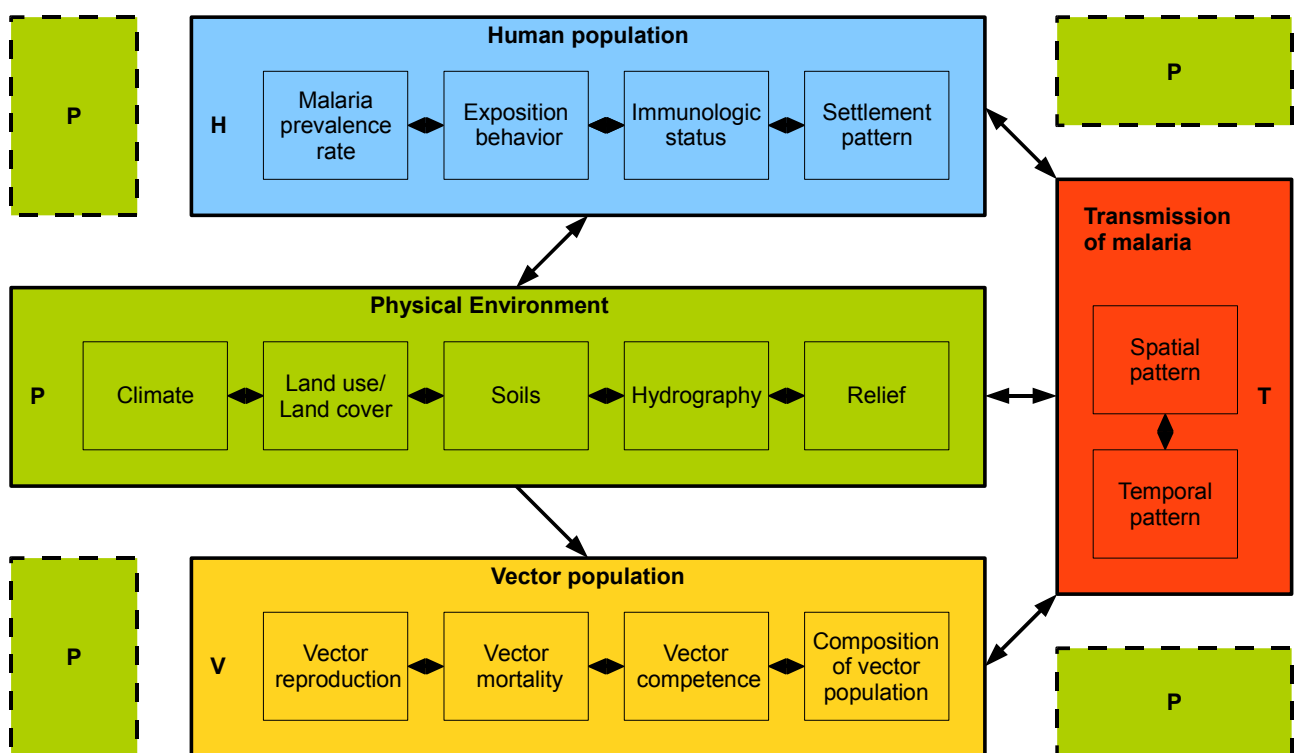 P
Human population
H
Malaria
prevalence
rate
Exposition
behavior
Immunologic
status
Settlement
pattern
P
Transmission
of malaria
Spatial
pattern
T
Temporal
pattern
Physical Environment
P
Climate
Land use/
Land cover
Soils
Hydrography
Relief
P
Vector population
V
Vector
reproduction
Vector
mortality
Vector
competence
Composition
of vector
population
P